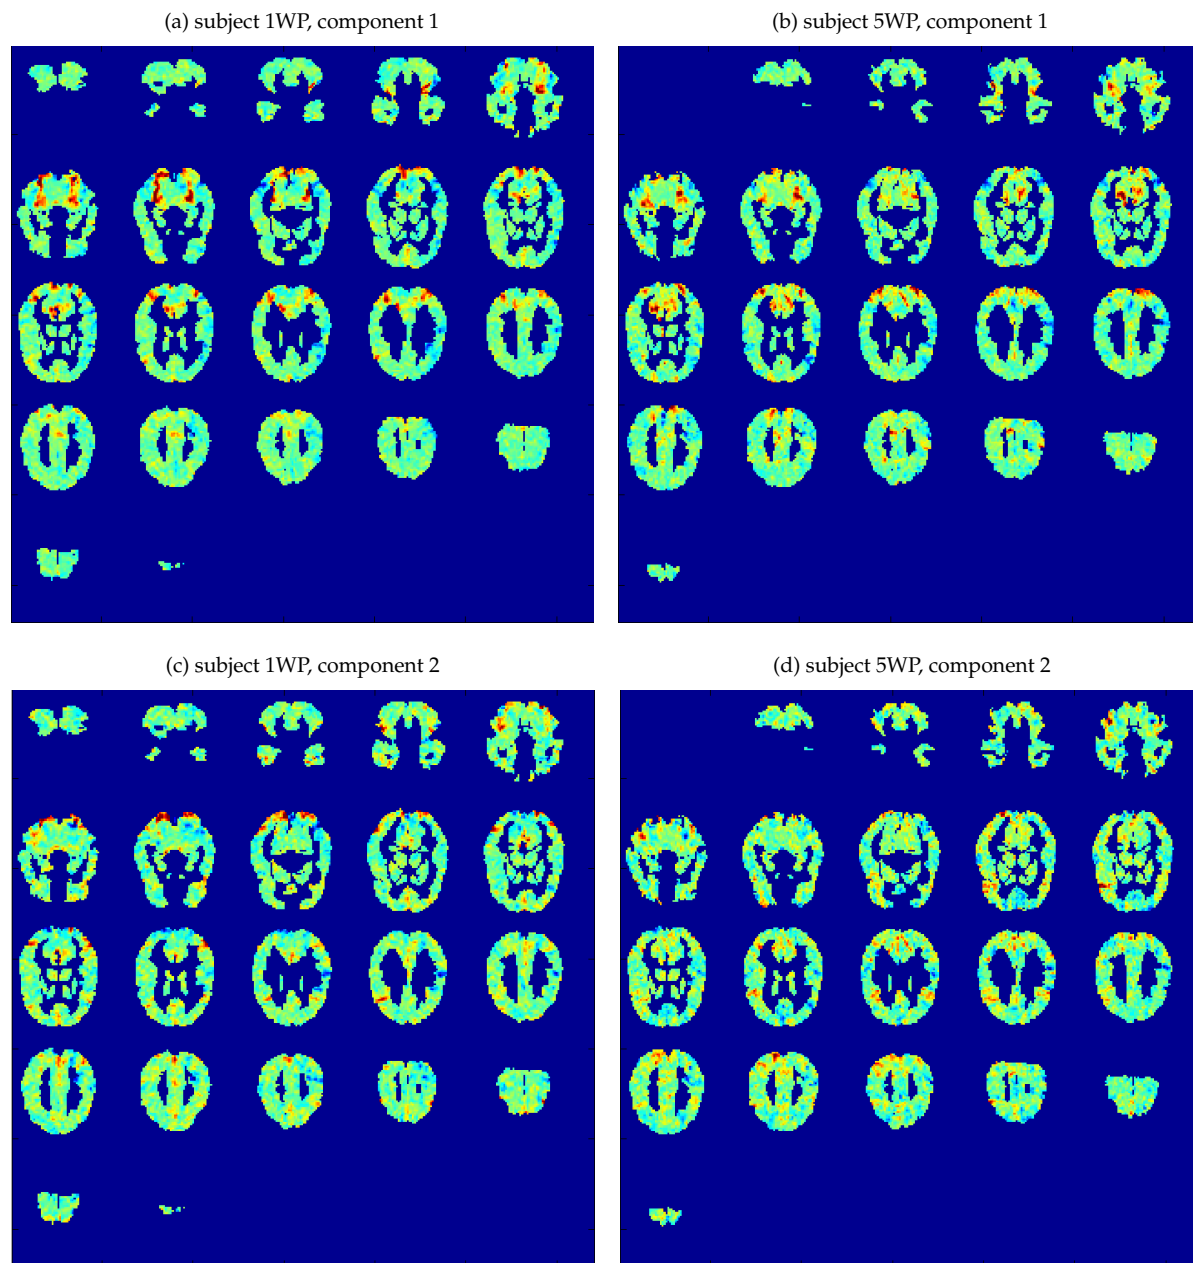 (a) subject 1WP, component 1
(b) subject 5WP, component 1
(c) subject 1WP, component 2
(d) subject 5WP, component 2